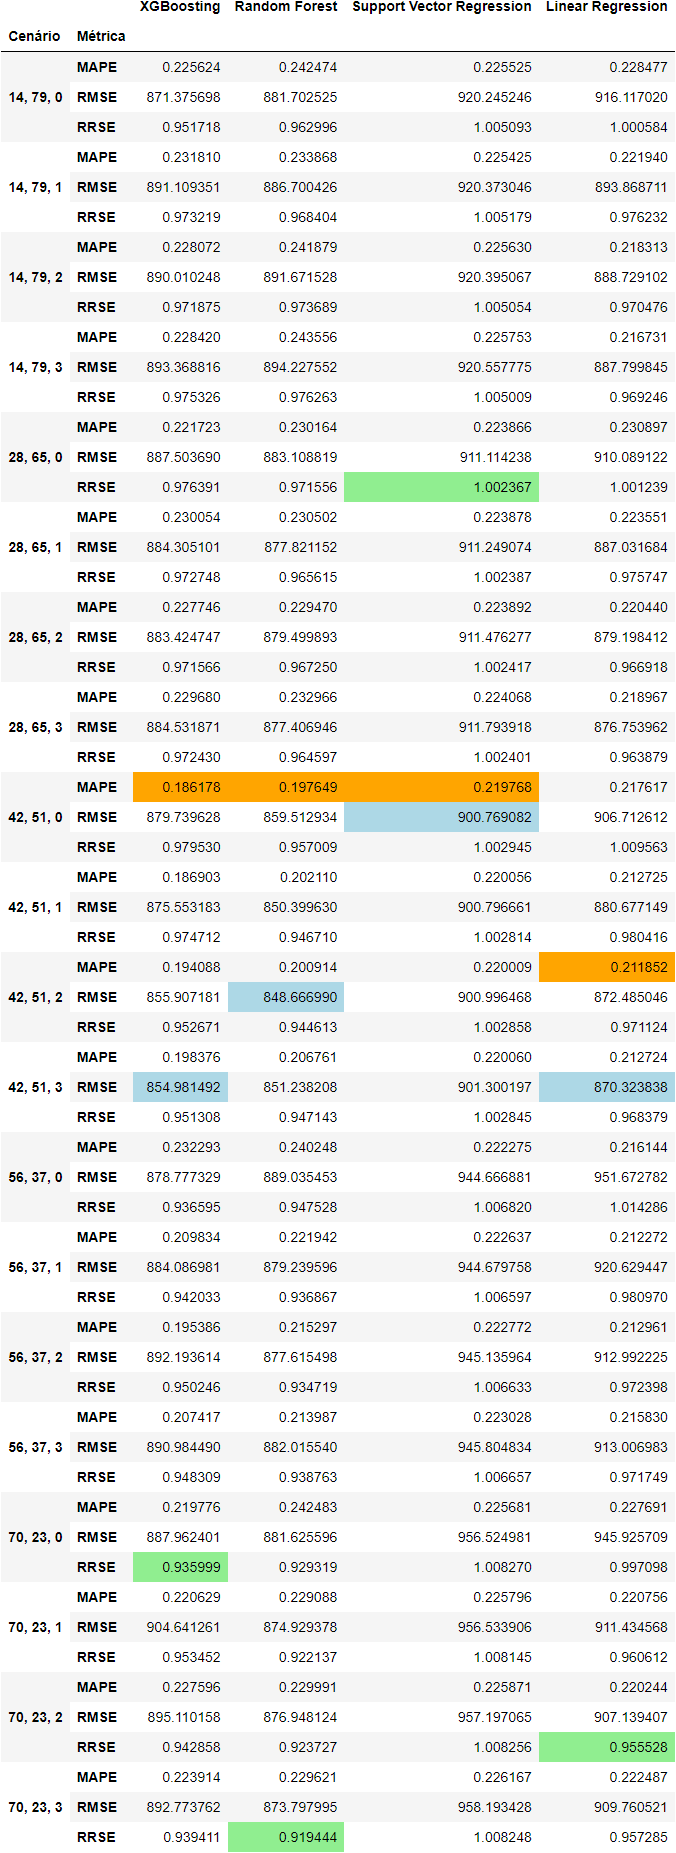 XGBoosting Random Forest Support Vector Regression Linear Regression
Cenário Métrica
MAPE 0.225624 0.242474 0.225525 0.228477
14, 79, 0 RMSE 871.375698 881.702525 920.245246 916.117020
RRSE 0.951718 0.962996 1.005093 1.000584
MAPE 0.231810 0.233868 0.225425 0.221940
14, 79, 1 RMSE 891.109351 886.700426 920.373046 893.868711
RRSE 0.973219 0.968404 1.005179 0.976232
MAPE 0.228072 0.241879 0.225630 0.218313
14, 79, 2 RMSE 890.010248 891.671528 920.395067 888.729102
RRSE 0.971875 0.973689 1.005054 0.970476
MAPE 0.228420 0.243556 0.225753 0.216731
14, 79, 3 RMSE 893.368816 894.227552 920.557775 887.799845
RRSE 0.975326 0.976263 1.005009 0.969246
MAPE 0.221723 0.230164 0.223866 0.230897
28, 65, 0 RMSE 887.503690 883.108819 911.114238 910.089122
RRSE 0.976391 0.971556 1.002367 1.001239
MAPE 0.230054 0.230502 0.223878 0.223551
28, 65, 1 RMSE 884.305101 877.821152 911.249074 887.031684
RRSE 0.972748 0.965615 1.002387 0.975747
MAPE 0.227746 0.229470 0.223892 0.220440
28, 65, 2 RMSE 883.424747 879.499893 911.476277 879.198412
RRSE 0.971566 0.967250 1.002417 0.966918
MAPE 0.229680 0.232966 0.224068 0.218967
28, 65, 3 RMSE 884.531871 877.406946 911.793918 876.753962
RRSE 0.972430 0.964597 1.002401 0.963879
MAPE 0.186178 0.197649 0.219768 0.217617
42, 51, 0 RMSE 879.739628 859.512934 900.769082 906.712612
RRSE 0.979530 0.957009 1.002945 1.009563
MAPE 0.186903 0.202110 0.220056 0.212725
42, 51, 1 RMSE 875.553183 850.399630 900.796661 880.677149
RRSE 0.974712 0.946710 1.002814 0.980416
MAPE 0.194088 0.200914 0.220009 0.211852
42, 51, 2 RMSE 855.907181 848.666990 900.996468 872.485046
RRSE 0.952671 0.944613 1.002858 0.971124
MAPE 0.198376 0.206761 0.220060 0.212724
42, 51, 3 RMSE 854.981492 851.238208 901.300197 870.323838
RRSE 0.951308 0.947143 1.002845 0.968379
MAPE 0.232293 0.240248 0.222275 0.216144
56, 37, 0 RMSE 878.777329 889.035453 944.666881 951.672782
RRSE 0.936595 0.947528 1.006820 1.014286
MAPE 0.209834 0.221942 0.222637 0.212272
56, 37, 1 RMSE 884.086981 879.239596 944.679758 920.629447
RRSE 0.942033 0.936867 1.006597 0.980970
MAPE 0.195386 0.215297 0.222772 0.212961
56, 37, 2 RMSE 892.193614 877.615498 945.135964 912.992225
RRSE 0.950246 0.934719 1.006633 0.972398
MAPE 0.207417 0.213987 0.223028 0.215830
56, 37, 3 RMSE 890.984490 882.015540 945.804834 913.006983
RRSE 0.948309 0.938763 1.006657 0.971749
MAPE 0.219776 0.242483 0.225681 0.227691
70, 23, 0 RMSE 887.962401 881.625596 956.524981 945.925709
RRSE 0.935999 0.929319 1.008270 0.997098
MAPE 0.220629 0.229088 0.225796 0.220756
70, 23, 1 RMSE 904.641261 874.929378 956.533906 911.434568
RRSE 0.953452 0.922137 1.008145 0.960612
MAPE 0.227596 0.229991 0.225871 0.220244
70, 23, 2 RMSE 895.110158 876.948124 957.197065 907.139407
RRSE 0.942858 0.923727 1.008256 0.955528
MAPE 0.223914 0.229621 0.226167 0.222487
70, 23, 3 RMSE 892.773762 873.797995 958.193428 909.760521
RRSE 0.939411 0.919444 1.008248 0.957285